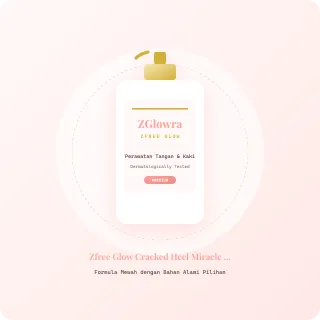 ZGlowra
ZFREE GLOW
Perawatan Tangan & Kaki
Dermatologically Tested
Zfree Glow Cracked Heel Miracle ...
Formula Mewah dengan Bahan Alami Pilihan